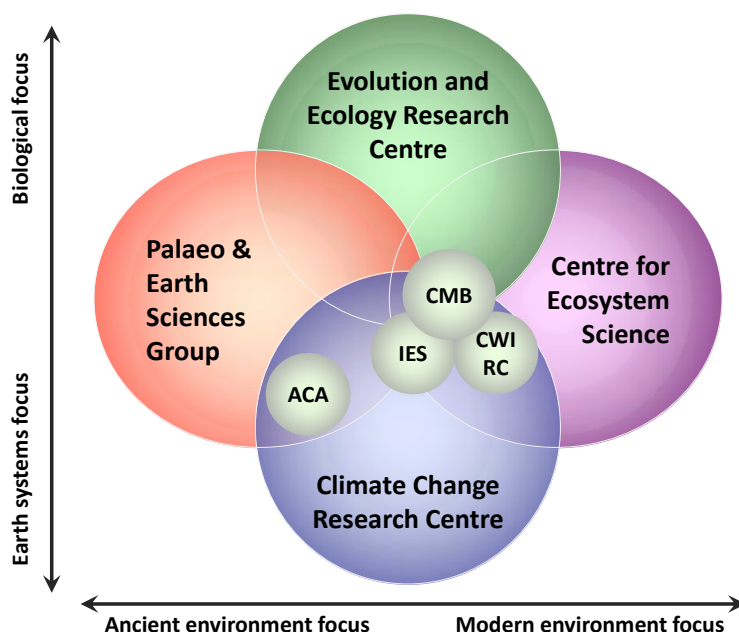 Biological focus
Earth systems focus
Evolution and
Ecology Research
Centre
Palaeo &
Earth
Sciences
Group
Centre for
Ecosystem
Science
CMB
IES
CWI
RC
ACA
Climate Change
Research Centre
Ancient environment focus
Modern environment focus